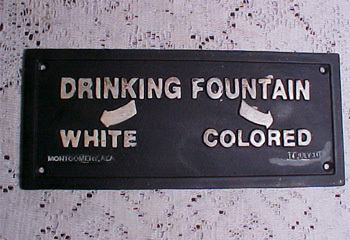 DRINKING FOUNTAIN
WHITE COLORED
MONTGOMERY, ALA